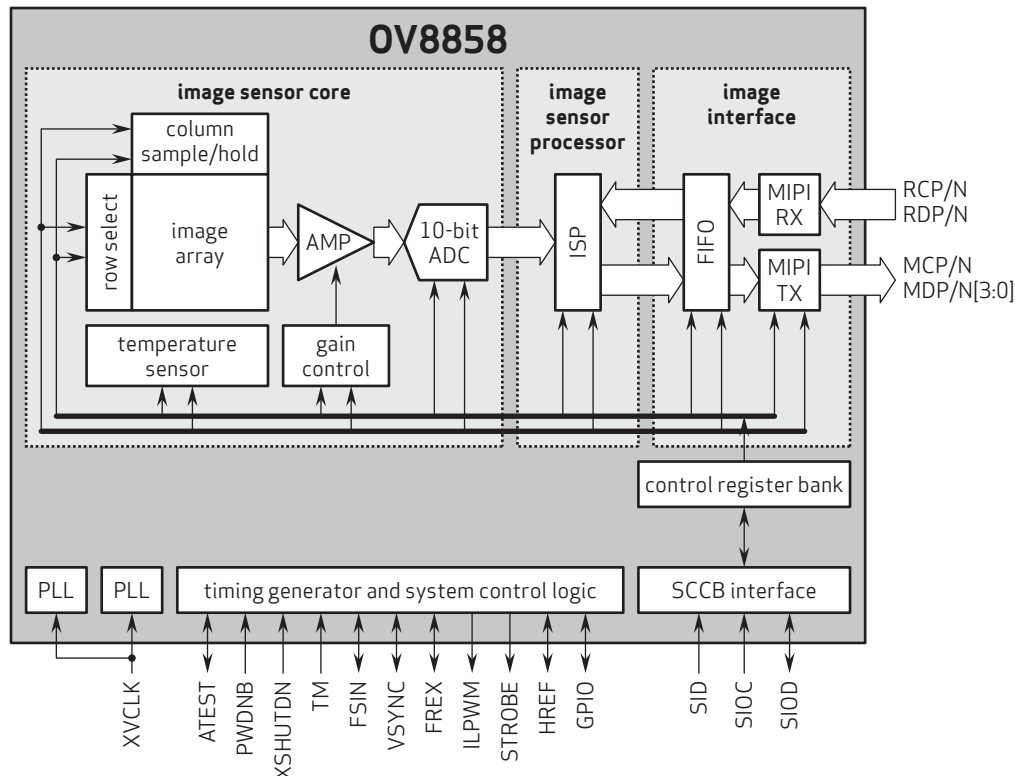 OV8858
image sensor core
image
sensor
processor
image
interface
column
sample/hold
row select
image
array
AMP
10-bit
ADC
ISP
FIFO
MIPI
RX
MIPI
TX
RCP/N
RDP/N
MCP/N
MDP/N[3:0]
temperature
sensor
gain
control
control register bank
PLL
PLL
timing generator and system control logic
SCCB interface
XVCLK
ATEST
PWDNB
XSHUTDN
TM
FSIN
VSYNC
FREX
ILPWM
STROBE
HREF
GPIO
SID
SIOC
SIOD